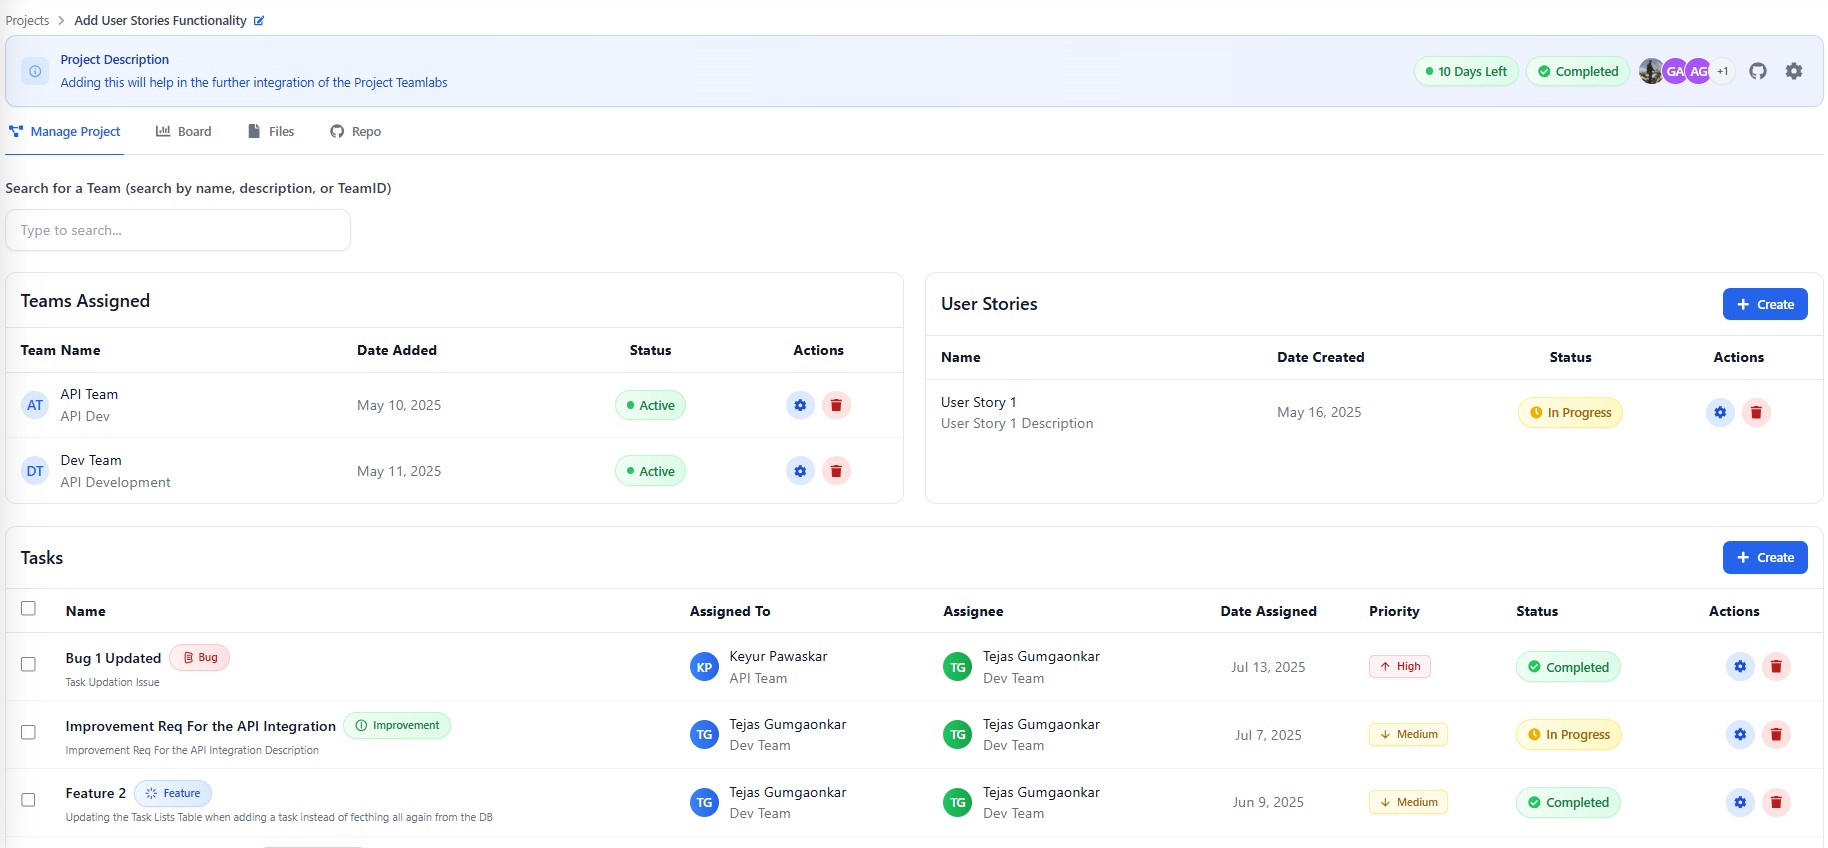 Projects > Add User Stories Functionality
Project Description
Adding this will help in the further integration of the Project Teamlabs
10 Days Left Completed GA AG +1
Manage Project Board Files Repo
Search for a Team (search by name, description, or TeamID)
Type to search...
Teams Assigned
Team Name Date Added Status Actions
AT API Team May 10, 2025 Active
API Dev
DT Dev Team May 11, 2025 Active
API Development
User Stories + Create
Name Date Created Status Actions
User Story 1 May 16, 2025 In Progress
User Story 1 Description
Tasks + Create
Name Assigned To Assignee Date Assigned Priority Status Actions
Bug 1 Updated Bug KP Keyur Pawaskar TG Tejas Gumgaonkar Jul 13, 2025 High Completed
Task Updation Issue API Team Dev Team
Improvement Req For the API Integration Improvement TG Tejas Gumgaonkar TG Tejas Gumgaonkar Jul 7, 2025 Medium In Progress
Improvement Req For the API Integration Description Dev Team Dev Team
Feature 2 Feature TG Tejas Gumgaonkar TG Tejas Gumgaonkar Jun 9, 2025 Medium Completed
Updating the Task Lists Table when adding a task instead of fecthing all again from the DB Dev Team Dev Team